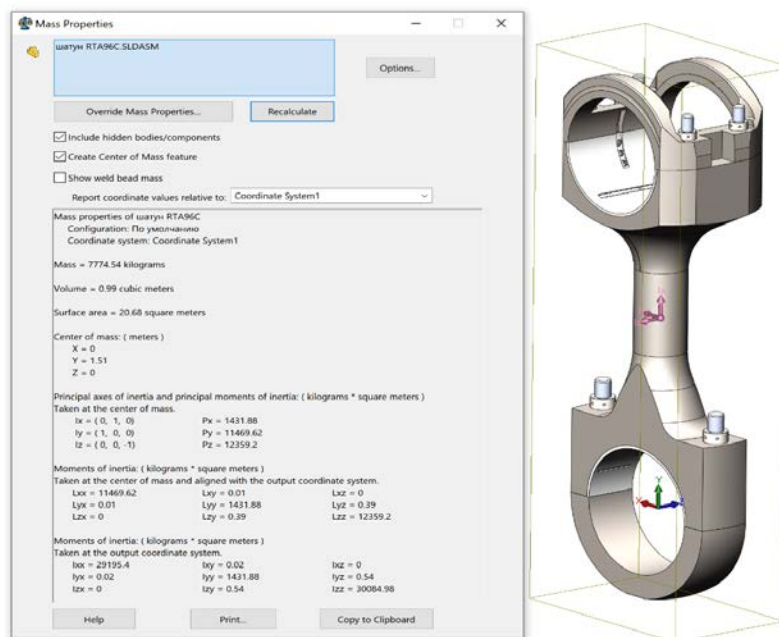 Mass Properties
шатун RTA96C.SLDASM
Options...
Override Mass Properties...
Recalculate
Include hidden bodies/components
Create Center of Mass feature
Show weld bead mass
Report coordinate values relative to: Coordinate System1
Mass properties of шатун RTA96C
Configuration: По умолчанию
Coordinate system: Coordinate System1
Mass = 7774.54 kilograms
Volume = 0.99 cubic meters
Surface area = 20.68 square meters
Center of mass: ( meters )
X = 0
Y = 1.51
Z = 0
Principal axes of inertia and principal moments of inertia: ( kilograms * square meters )
Taken at the center of mass.
Ix = ( 0, 1, 0) Px = 1431.88
Iy = ( 1, 0, 0) Py = 11469.62
Iz = ( 0, 0, -1) Pz = 12359.2
Moments of inertia: ( kilograms * square meters )
Taken at the center of mass and aligned with the output coordinate system.
Lxx = 11469.62 Lxy = 0.01 Lxz = 0
Lyx = 0.01 Lyy = 1431.88 Lyz = 0.39
Lzx = 0 Lzy = 0.39 Lzz = 12359.2
Moments of inertia: ( kilograms * square meters )
Taken at the output coordinate system.
Ixx = 29195.4 Ixy = 0.02 Ixz = 0
Iyx = 0.02 Iyy = 1431.88 Iyz = 0.54
Izx = 0 Izy = 0.54 Izz = 30084.98
Help
Print...
Copy to Clipboard
Y
X